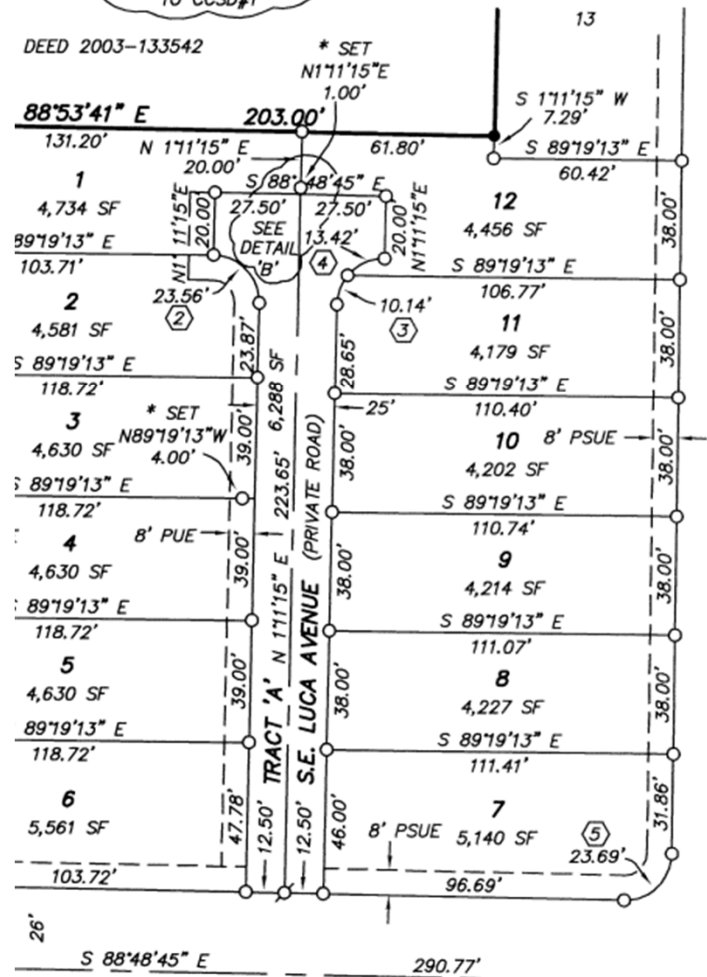 TO CCSD#1
DEED 2003-133542
* SET
N1°11'15"E
1.00'
13
88°53'41" E
203.00'
S 1°11'15" W
7.29'
131.20'
N 1°11'15" E
20.00'
61.80'
S 89°19'13" E
60.42'
1
4,734 SF
N1°11'15"E
20.00'
S 88°48'45" E
27.50'
27.50'
SEE
DETAIL
'B'
13.42'
4
20.00'
N1°11'15"E
12
4,456 SF
38.00'
89°19'13" E
103.71'
23.56'
2
S 89°19'13" E
106.77'
10.14'
3
2
4,581 SF
23.87'
28.65'
11
4,179 SF
38.00'
S 89°19'13" E
118.72'
S 89°19'13" E
110.40'
25'
3
4,630 SF
* SET
N89°19'13"W
4.00'
39.00'
38.00'
10
4,202 SF
8' PSUE
38.00'
S 89°19'13" E
118.72'
S 89°19'13" E
110.74'
4
4,630 SF
8' PUE
39.00'
38.00'
9
4,214 SF
38.00'
S 89°19'13" E
118.72'
S 89°19'13" E
111.07'
5
4,630 SF
39.00'
38.00'
8
4,227 SF
38.00'
89°19'13" E
118.72'
S 89°19'13" E
111.41'
6
5,561 SF
47.78'
TRACT 'A' N 1°11'15" E 223.65' 6,288 SF
S.E. LUCA AVENUE (PRIVATE ROAD)
12.50'
12.50'
46.00'
7
5,140 SF
8' PSUE
5
23.69'
31.86'
103.72'
96.69'
26'
S 88°48'45" E
290.77'